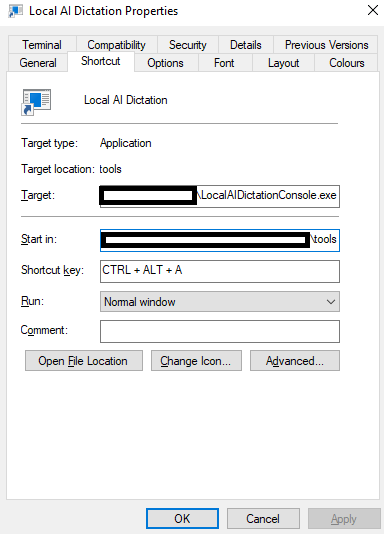 Local AI Dictation Properties
Terminal Compatibility Security Details Previous Versions
General Shortcut Options Font Layout Colours
Local AI Dictation
Target type: Application
Target location: tools
Target: \LocalAIDictationConsole.exe
Start in: \tools
Shortcut key: CTRL + ALT + A
Run: Normal window
Comment:
Open File Location Change Icon... Advanced...
OK Cancel Apply